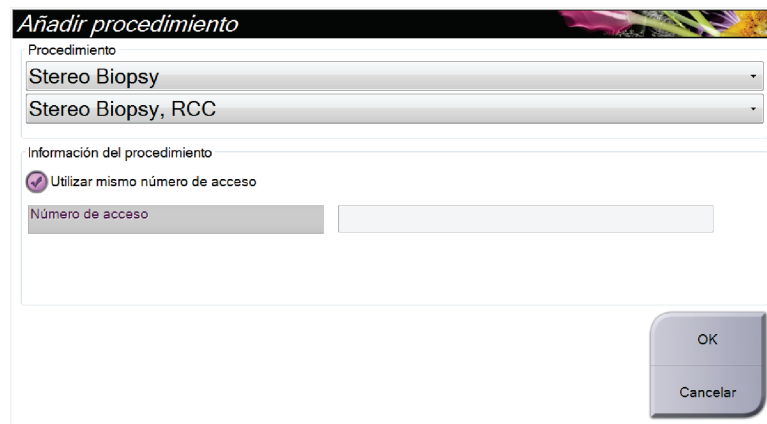 Añadir procedimiento
Procedimiento
Stereo Biopsy
Stereo Biopsy, RCC
Información del procedimiento
Utilizar mismo número de acceso
Número de acceso
OK
Cancelar